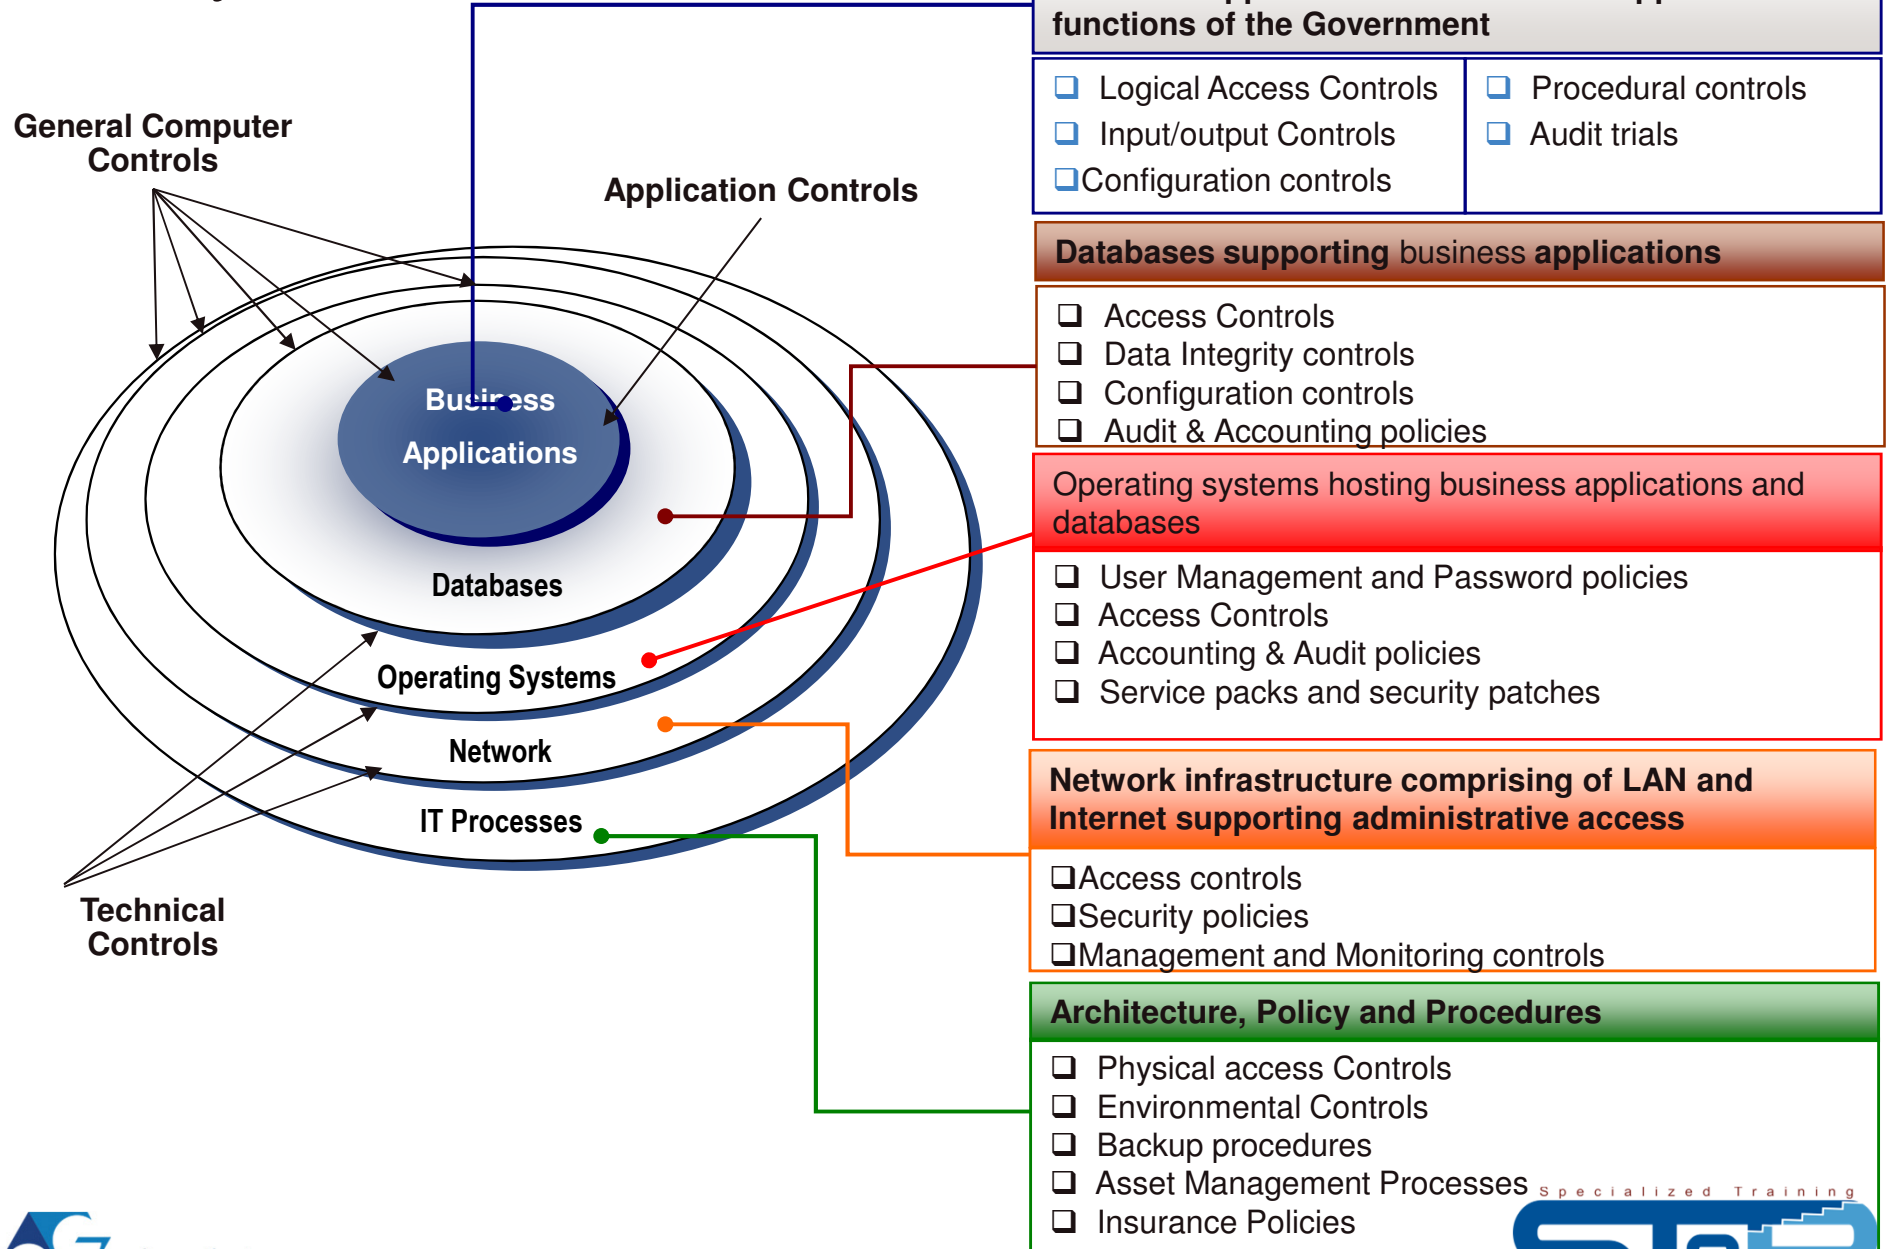 functions of the Government
Logical Access Controls
Input/output Controls
Configuration controls
Procedural controls
Audit trials
General Computer
Controls
Application Controls
Business
Applications
Databases
Operating Systems
Network
IT Processes
Technical
Controls
Databases supporting business applications
Access Controls
Data Integrity controls
Configuration controls
Audit & Accounting policies
Operating systems hosting business applications and
databases
User Management and Password policies
Access Controls
Accounting & Audit policies
Service packs and security patches
Network infrastructure comprising of LAN and
Internet supporting administrative access
Access controls
Security policies
Management and Monitoring controls
Architecture, Policy and Procedures
Physical access Controls
Environmental Controls
Backup procedures
Asset Management Processes
Insurance Policies
Specialized Training